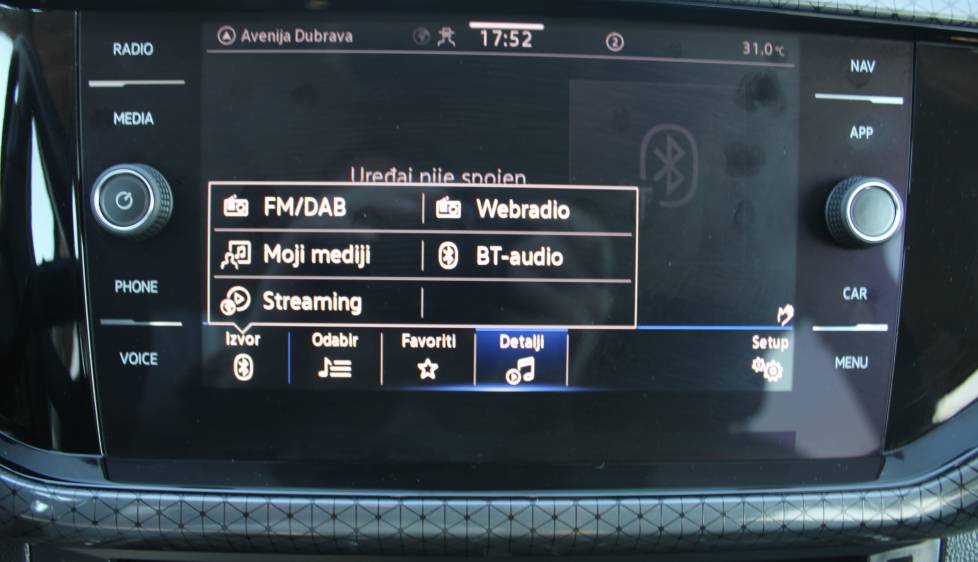 RADIO
MEDIA
PHONE
VOICE
Avenija Dubrava
17:52
2
31.0°C
Uređaj nije spojen
FM/DAB
Webradio
Moji mediji
BT-audio
Streaming
Izvor
Odabir
Favoriti
Detalji
Setup
NAV
APP
CAR
MENU